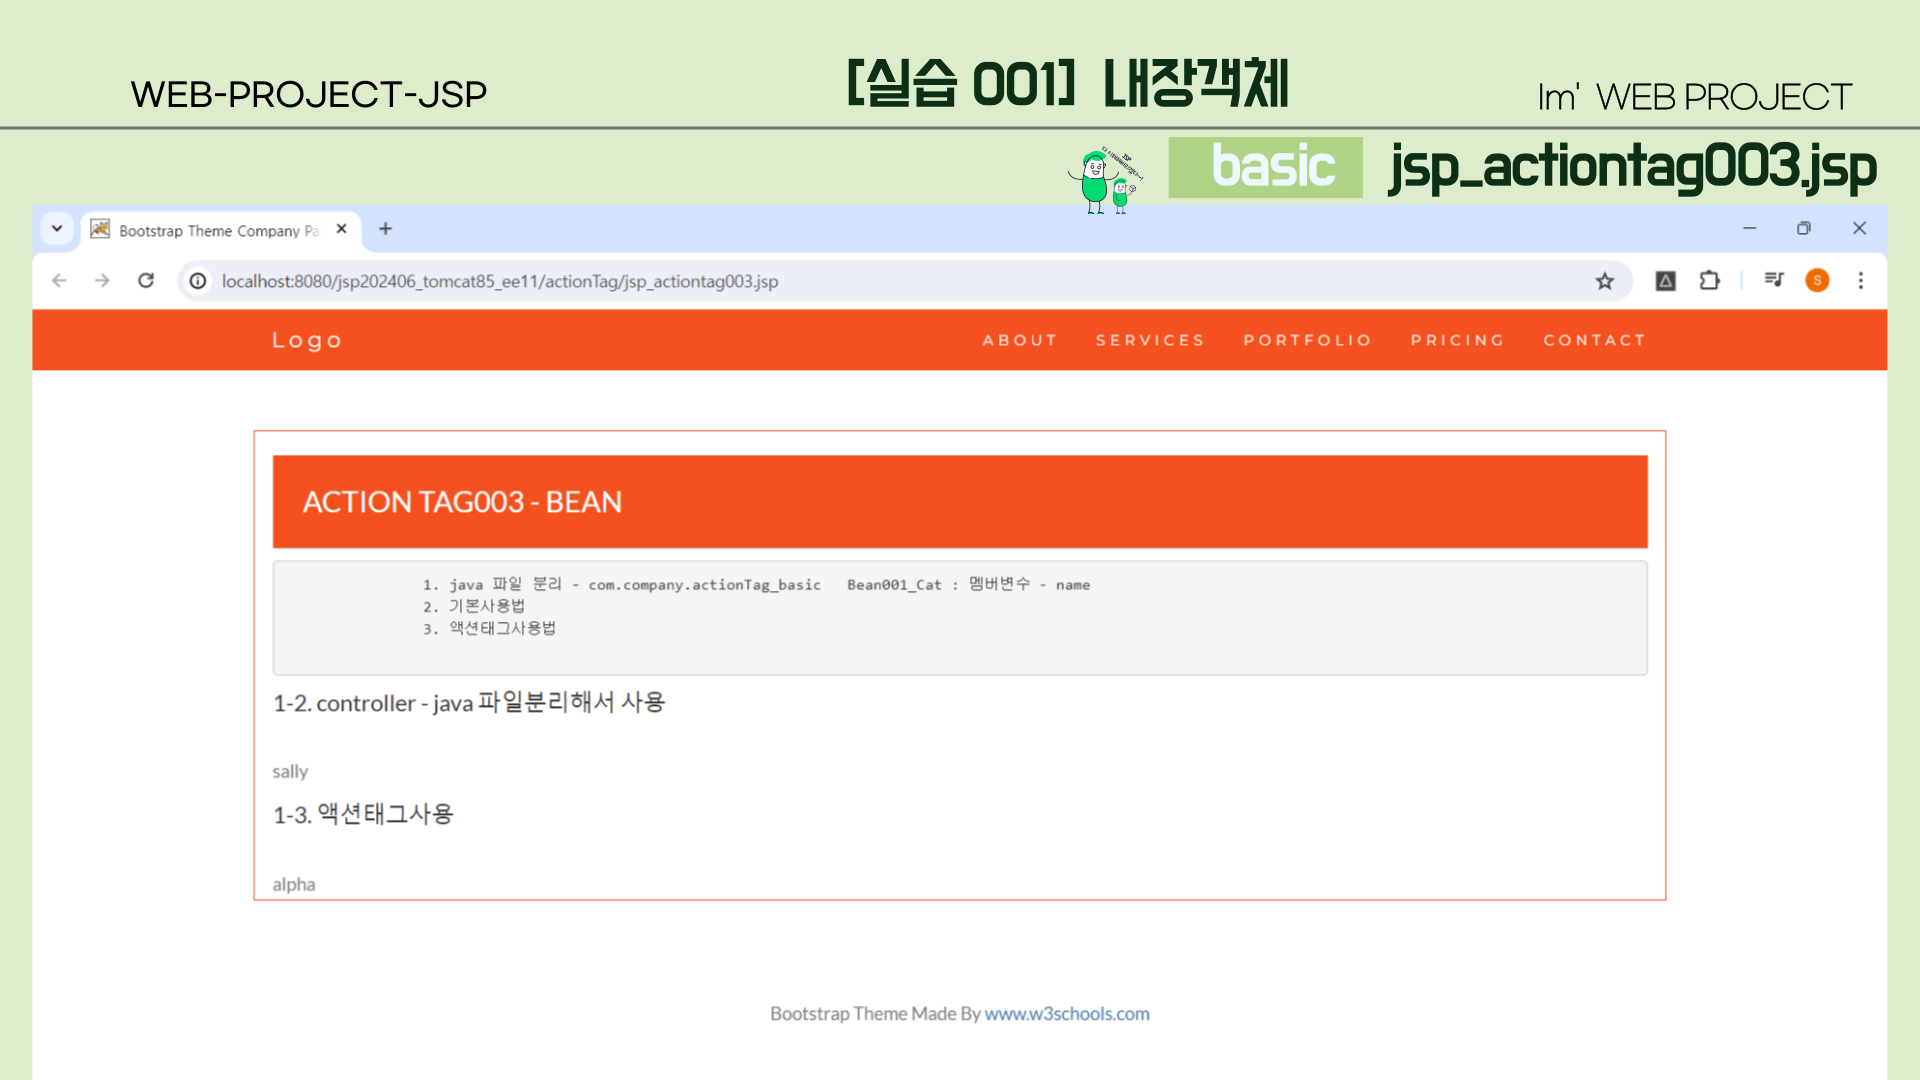 WEB-PROJECT-JSP
[실습 001] 내장객체
Im' WEB PROJECT
basic
jsp_actiontag003.jsp
Bootstrap Theme Company Pa
localhost:8080/jsp202406_tomcat85_ee11/actionTag/jsp_actiontag003.jsp
S
Logo
ABOUT SERVICES PORTFOLIO PRICING CONTACT
ACTION TAG003 - BEAN
1. java 파일 분리 - com.company.actionTag_basic Bean001_Cat : 멤버변수 - name
2. 기본사용법
3. 액션태그사용법
1-2. controller - java 파일분리해서 사용
sally
1-3. 액션태그사용
alpha
Bootstrap Theme Made By www.w3schools.com